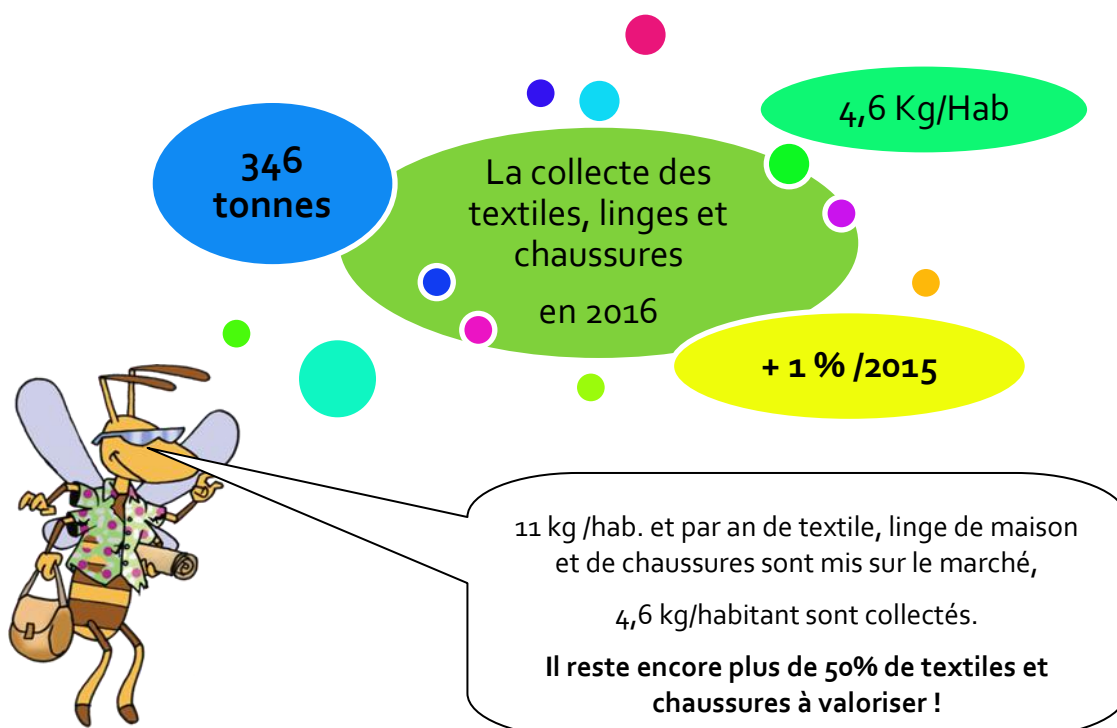 4,6 Kg/Hab
346
tonnes
La collecte des
textiles, linges et
chaussures
en 2016
+ 1 % /2015
11 kg /hab. et par an de textile, linge de maison
et de chaussures sont mis sur le marché,
4,6 kg/habitant sont collectés.
Il reste encore plus de 50% de textiles et
chaussures à valoriser !